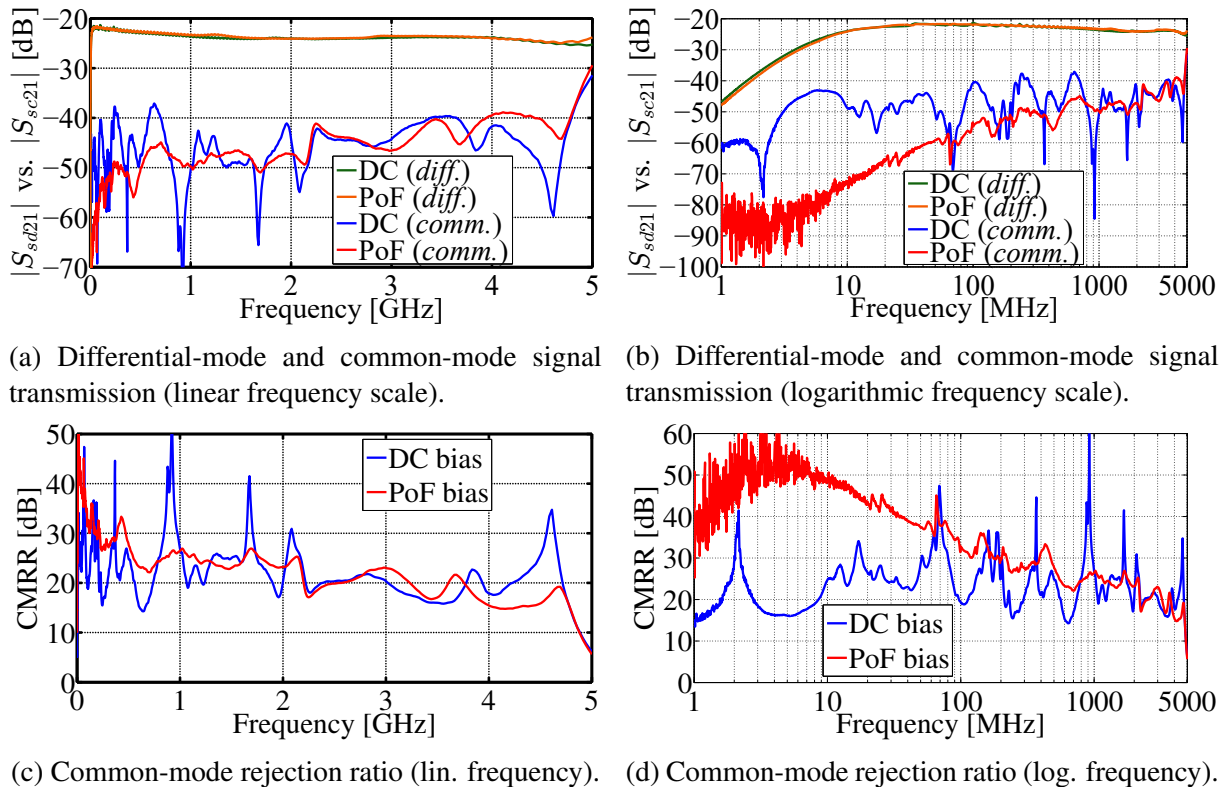 |S_sd21| vs. |S_sc21| [dB]
−20
−30
−40
−50
−60
−70
0
1
2
3
4
5
Frequency [GHz]
DC (diff.)
PoF (diff.)
DC (comm.)
PoF (comm.)
(a) Differential-mode and common-mode signal
transmission (linear frequency scale).
|S_sd21| vs. |S_sc21| [dB]
−20
−30
−40
−50
−60
−70
−80
−90
−100
1
10
100
1000
5000
Frequency [MHz]
DC (diff.)
PoF (diff.)
DC (comm.)
PoF (comm.)
(b) Differential-mode and common-mode signal
transmission (logarithmic frequency scale).
CMRR [dB]
50
40
30
20
10
0
0
1
2
3
4
5
Frequency [GHz]
DC bias
PoF bias
(c) Common-mode rejection ratio (lin. frequency).
CMRR [dB]
60
50
40
30
20
10
0
1
10
100
1000
5000
Frequency [MHz]
DC bias
PoF bias
(d) Common-mode rejection ratio (log. frequency).